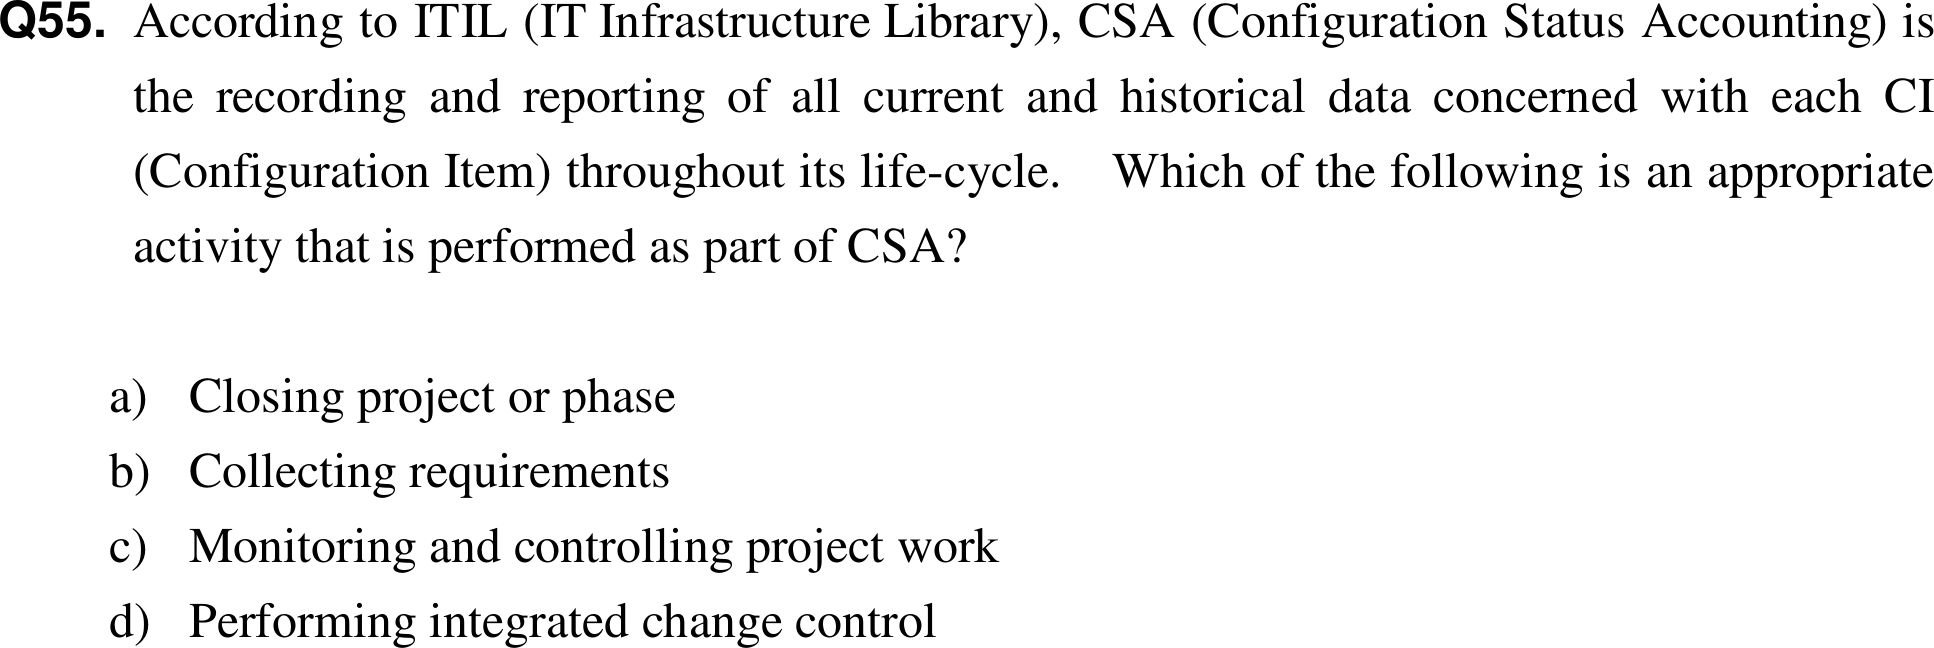 Q55. According to ITIL (IT Infrastructure Library), CSA (Configuration Status Accounting) is
the recording and reporting of all current and historical data concerned with each CI
(Configuration Item) throughout its life-cycle. Which of the following is an appropriate
activity that is performed as part of CSA?
a) Closing project or phase
b) Collecting requirements
c) Monitoring and controlling project work
d) Performing integrated change control